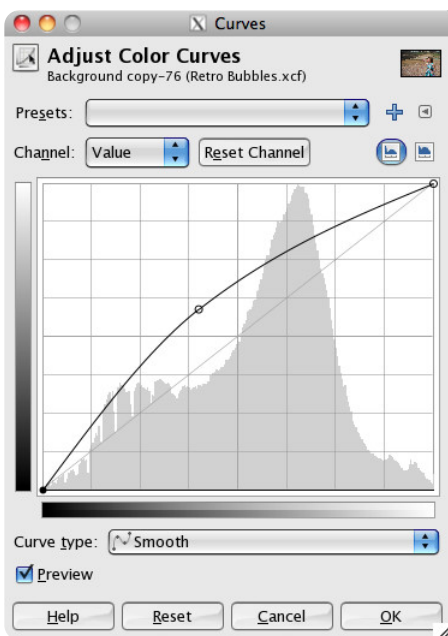 Curves
Adjust Color Curves
Background copy-76 (Retro Bubbles.xcf)
Presets:
Channel: Value Reset Channel
Curve type: Smooth
Preview
Help Reset Cancel OK